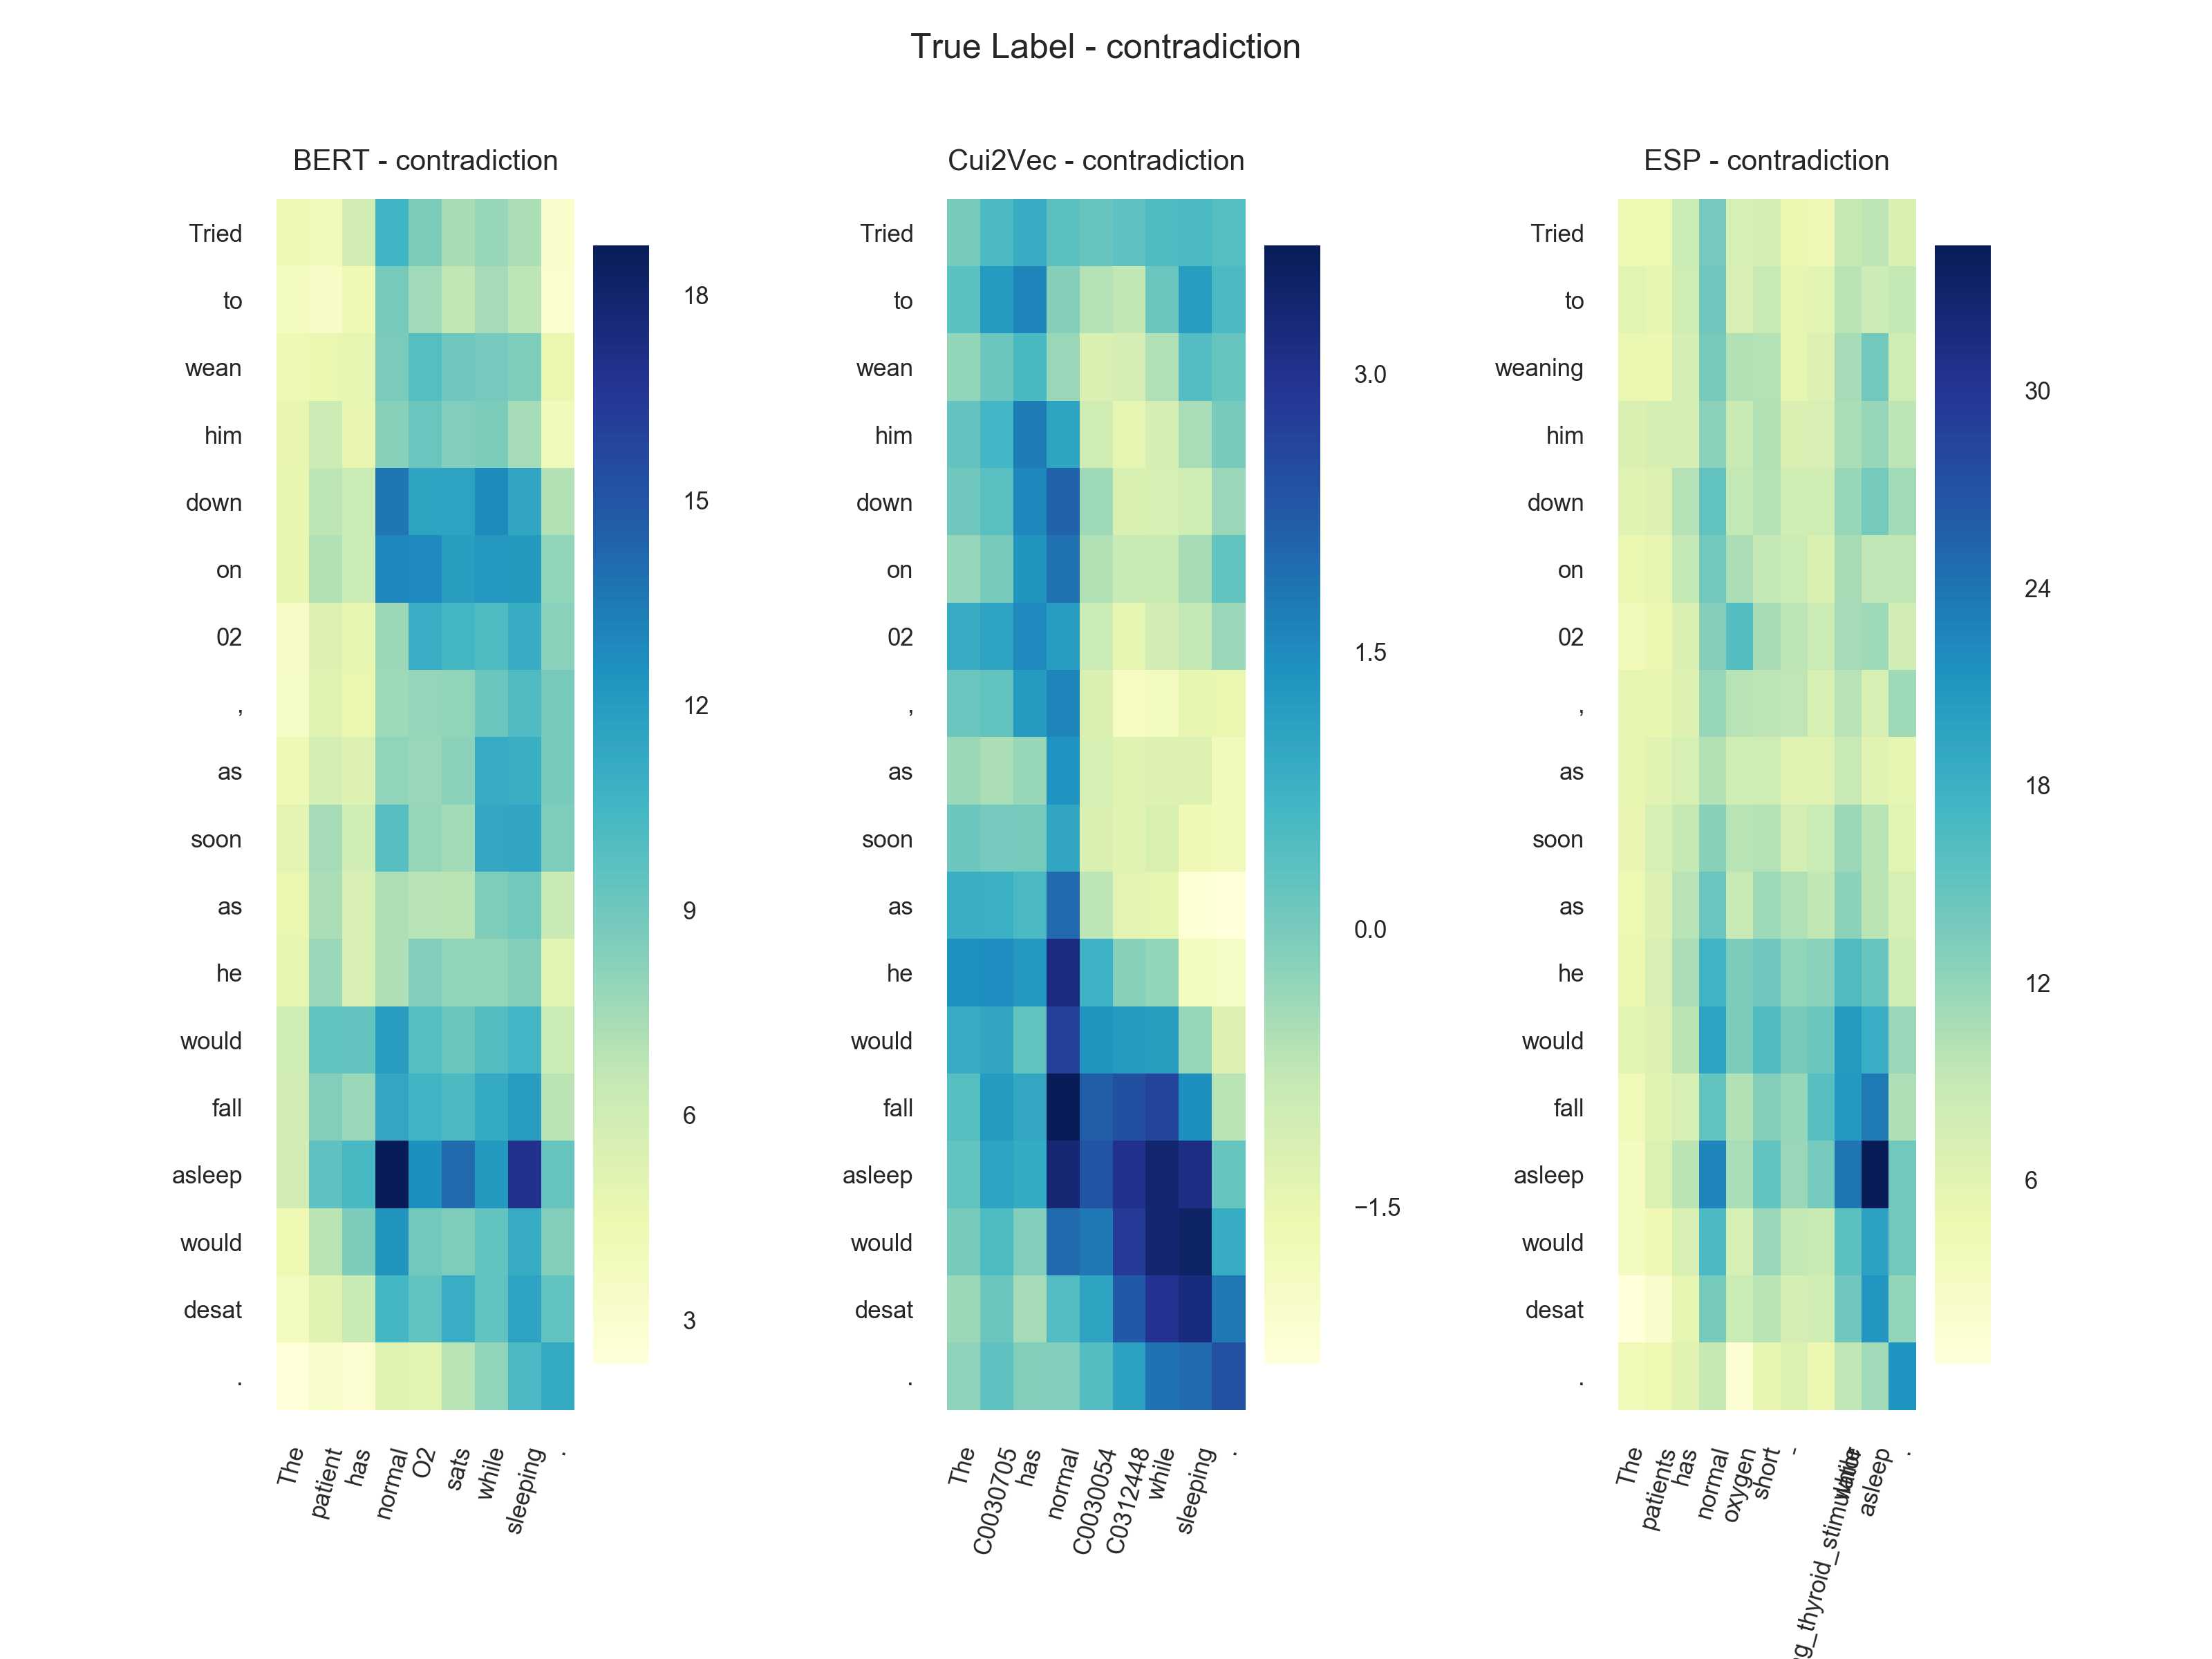 True Label - contradiction
BERT - contradiction
Tried
to
wean
him
down
on
02
,
as
soon
as
he
would
fall
asleep
would
desat
.
The
patient
has
normal
O2
sats
while
sleeping
.
18
15
12
9
6
3
Cui2Vec - contradiction
Tried
to
wean
him
down
on
02
,
as
soon
as
he
would
fall
asleep
would
desat
.
The
C0030705
has
normal
C0030054
C0312448
while
sleeping
.
3.0
1.5
0.0
−1.5
ESP - contradiction
Tried
to
weaning
him
down
on
02
,
as
soon
as
he
would
fall
asleep
would
desat
.
The
patients
has
normal
oxygen
short
-
while
asleep
.
30
24
18
12
6